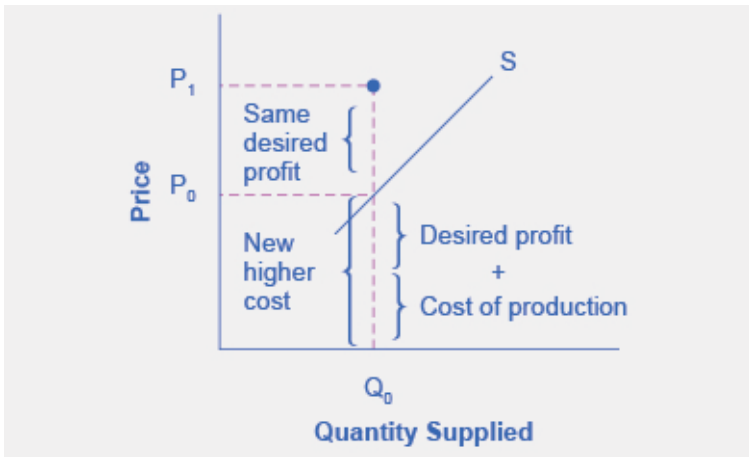 S
P₁
Same
desired
profit
P₀
Price
New
higher
cost
Desired profit
+
Cost of production
Q₀
Quantity Supplied